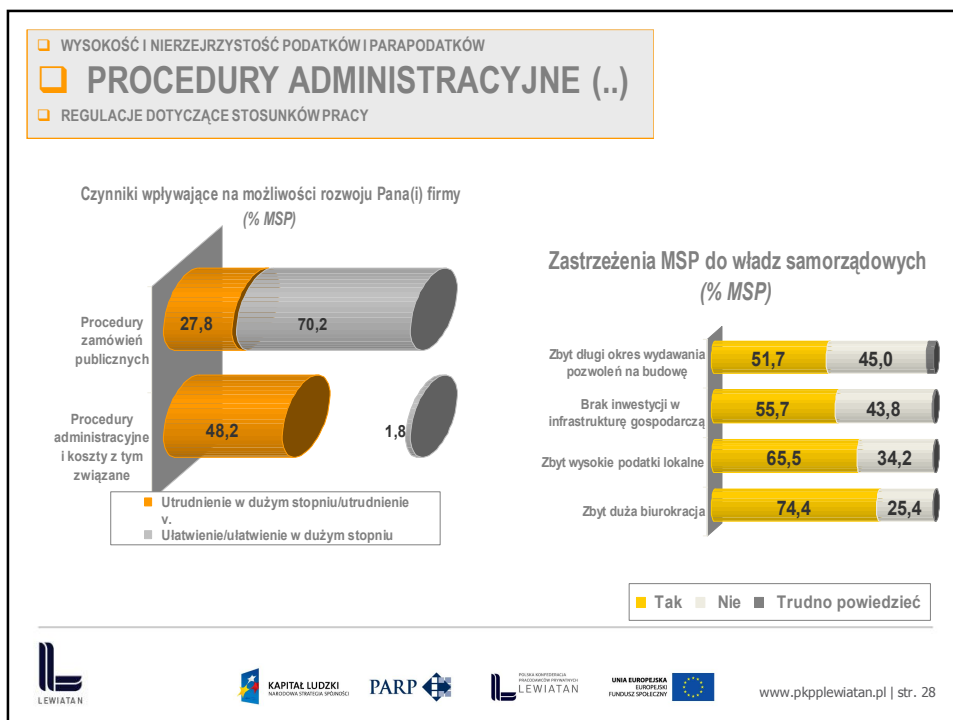 WYSOKOŚĆ I NIERZEJRZYSTOŚĆ PODATKÓW I PARAPODATKÓW
PROCEDURY ADMINISTRACYJNE (..)
REGULACJE DOTYCZĄCE STOSUNKÓW PRACY
Czynniki wpływające na możliwości rozwoju Pana(i) firmy
(% MSP)
Procedury
zamówień
publicznych
27,8
70,2
Procedury
administracyjne
i koszty z tym
związane
48,2
1,8
Utrudnienie w dużym stopniu/utrudnienie
v.
Ułatwienie/ułatwienie w dużym stopniu
Zastrzeżenia MSP do władz samorządowych
(% MSP)
Zbyt długi okres wydawania
pozwoleń na budowę
51,7
45,0
Brak inwestycji w
infrastrukturę gospodarczą
55,7
43,8
Zbyt wysokie podatki lokalne
65,5
34,2
Zbyt duża biurokracja
74,4
25,4
Tak Nie Trudno powiedzieć
LEWIATAN
KAPITAŁ LUDZKI
NARODOWA STRATEGIA SPÓJNOŚCI
PARP
POLSKA KONFEDERACJA
PRACODAWCÓW PRYWATNYCH
LEWIATAN
UNIA EUROPEJSKA
EUROPEJSKI
FUNDUSZ SPOŁECZNY
www.pkpplewiatan.pl | str. 28